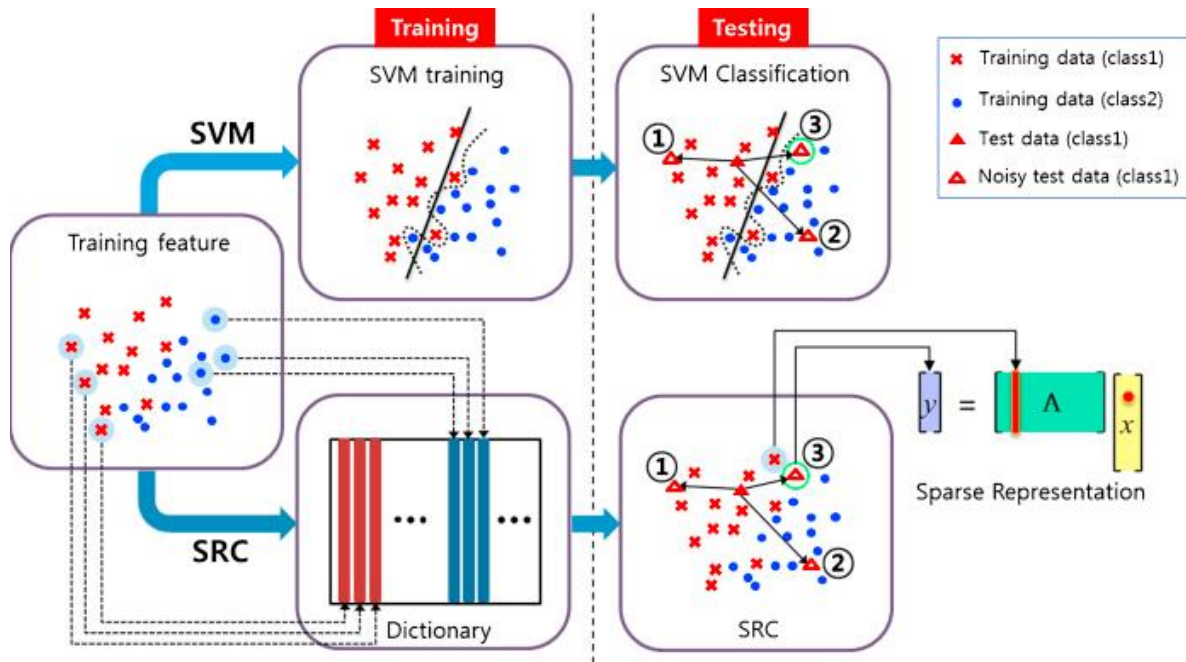 Training
Testing
SVM training
SVM Classification
Training data (class1)
Training data (class2)
Test data (class1)
Noisy test data (class1)
SVM
①
③
②
Training feature
SRC
••• •••
Dictionary
①
③
②
SRC
y = A x
Sparse Representation